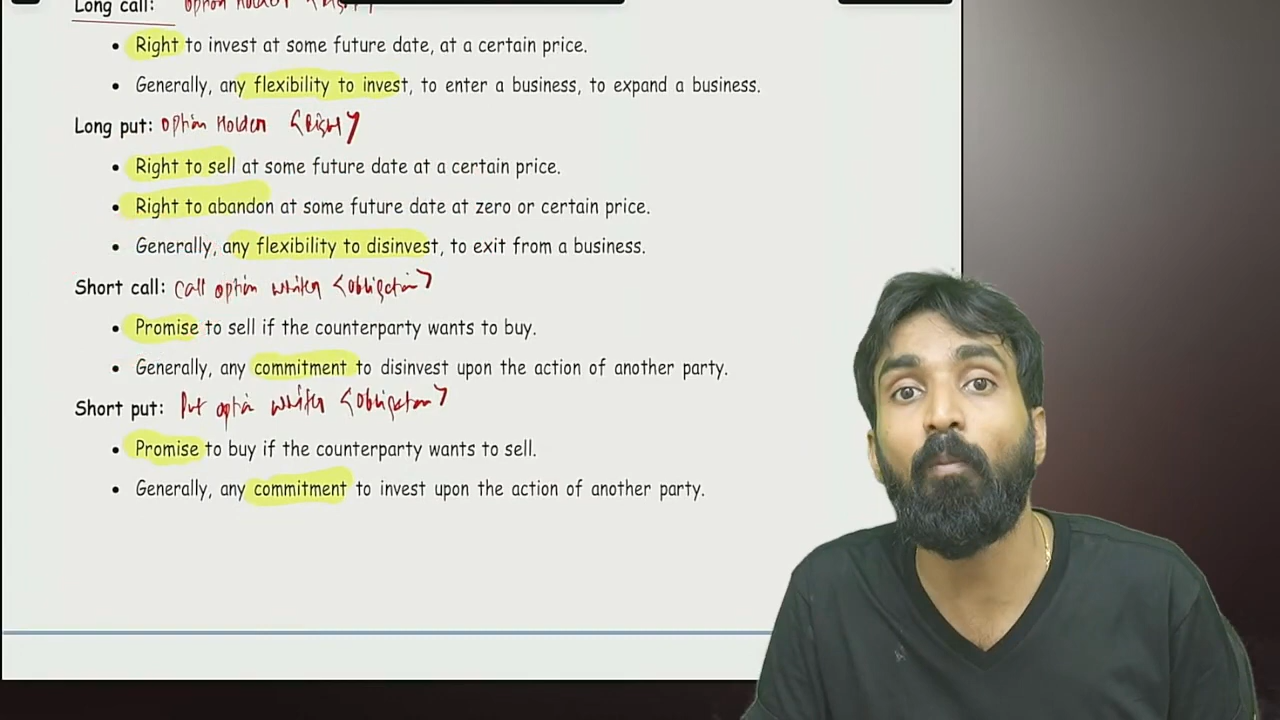 Long call: option Holder <Right>
• Right to invest at some future date, at a certain price.
• Generally, any flexibility to invest, to enter a business, to expand a business.
Long put: option Holder <Right>
• Right to sell at some future date at a certain price.
• Right to abandon at some future date at zero or certain price.
• Generally, any flexibility to disinvest, to exit from a business.
Short call: call option writer <obligation>
• Promise to sell if the counterparty wants to buy.
• Generally, any commitment to disinvest upon the action of another party.
Short put: Put option writer <obligation>
• Promise to buy if the counterparty wants to sell.
• Generally, any commitment to invest upon the action of another party.